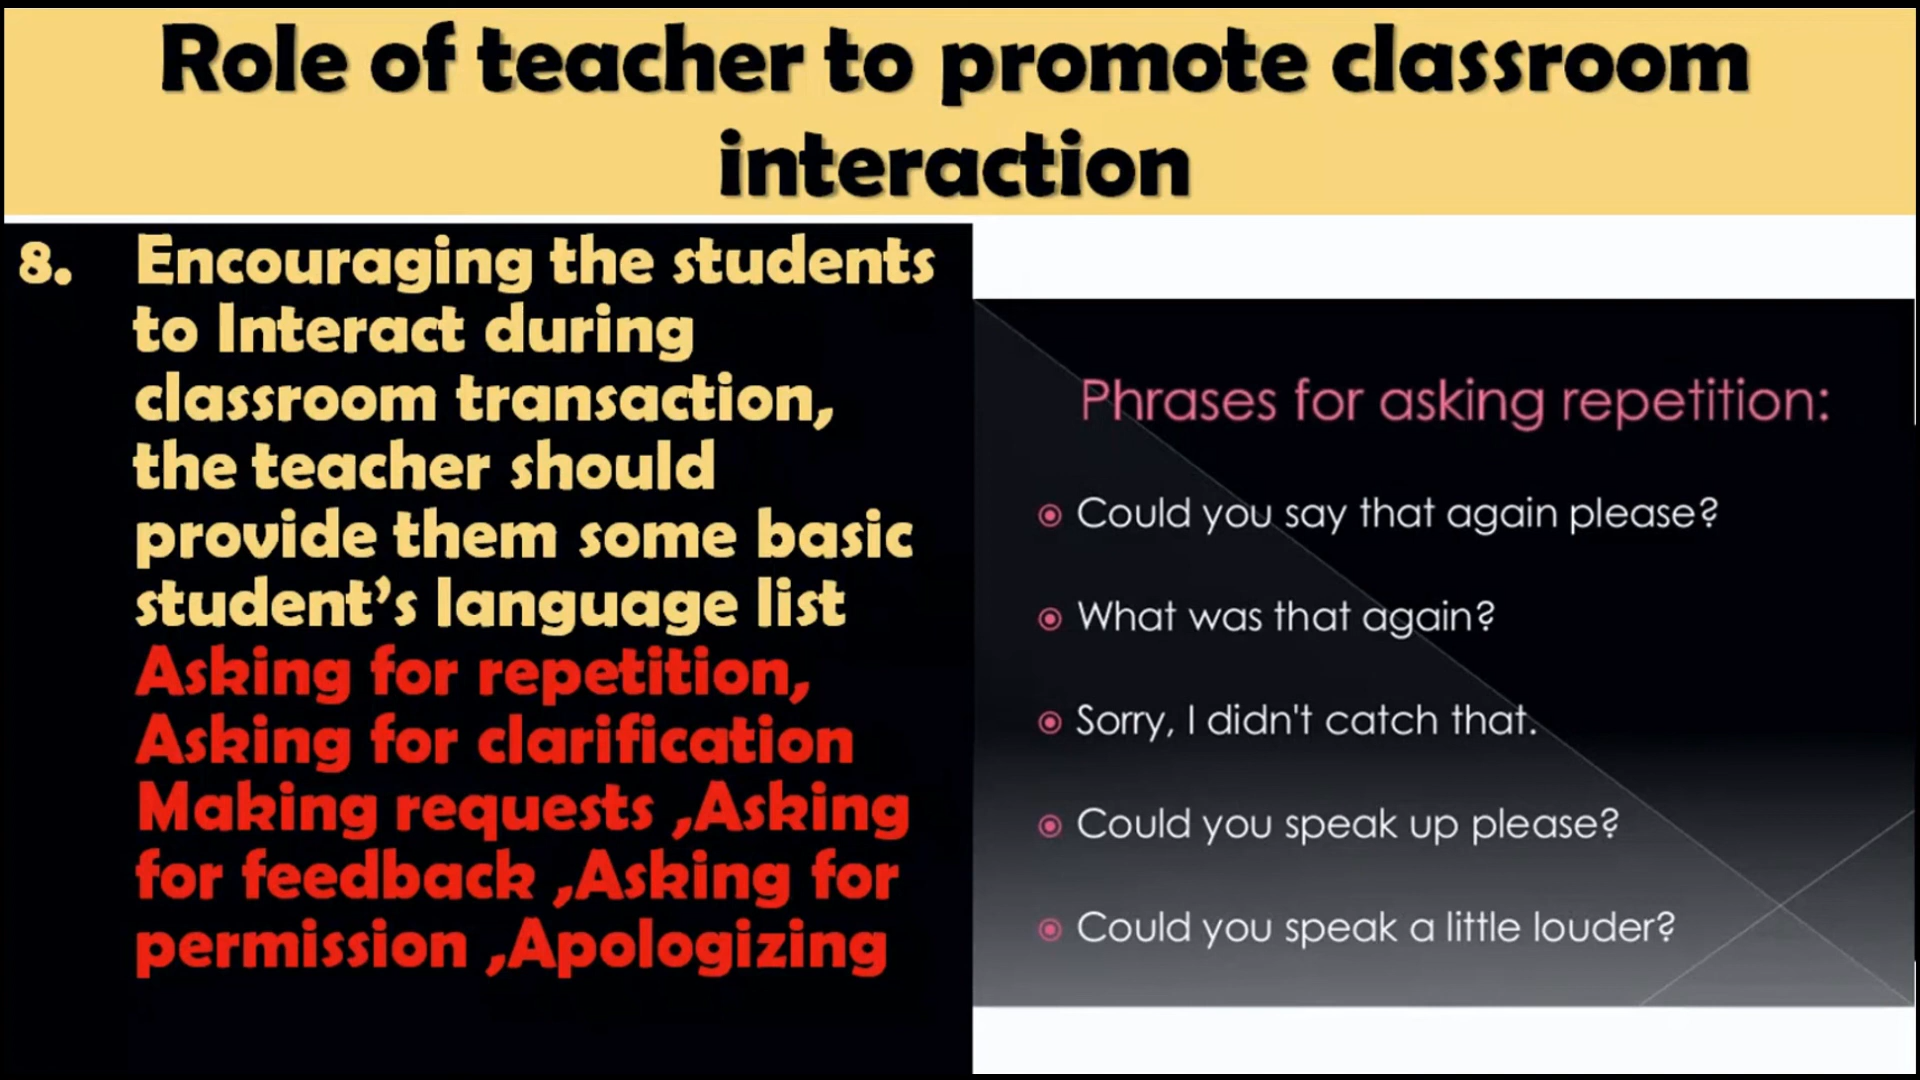 Role of teacher to promote classroom
interaction
8. Encouraging the students
to Interact during
classroom transaction,
the teacher should
provide them some basic
student’s language list
Asking for repetition,
Asking for clarification
Making requests ,Asking
for feedback ,Asking for
permission ,Apologizing
Phrases for asking repetition:
Could you say that again please?
What was that again?
Sorry, I didn't catch that.
Could you speak up please?
Could you speak a little louder?